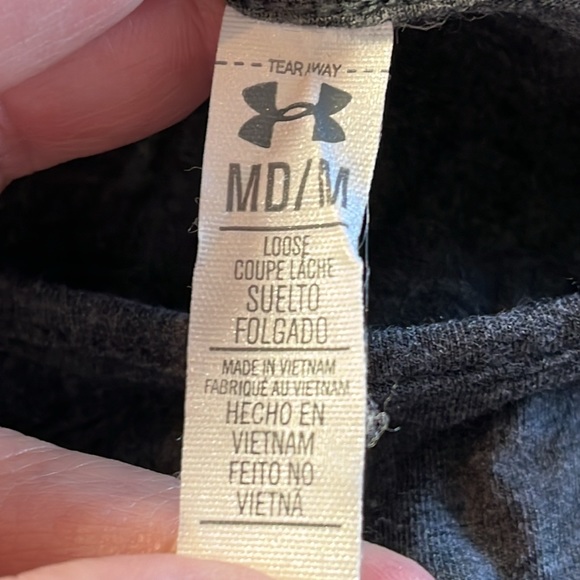 TEAR AWAY
MD/M
LOOSE
COUPE LÂCHE
SUELTO
FOLGADO
MADE IN VIETNAM
FABRIQUÉ AU VIETNAM
HECHO EN
VIETNAM
FEITO NO
VIETNÃ